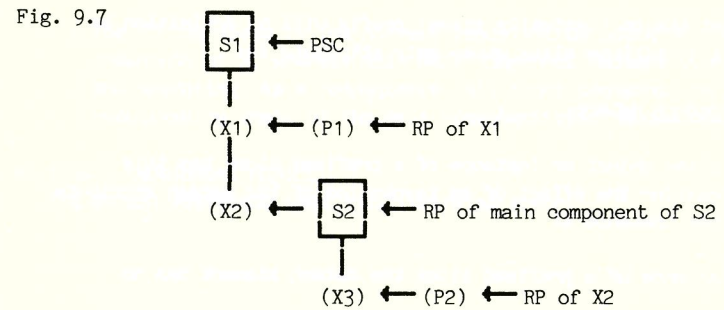 Fig. 9.7
S1 ← PSC
(X1) ← (P1) ← RP of X1
(X2) ← S2 ← RP of main component of S2
(X3) ← (P2) ← RP of X2